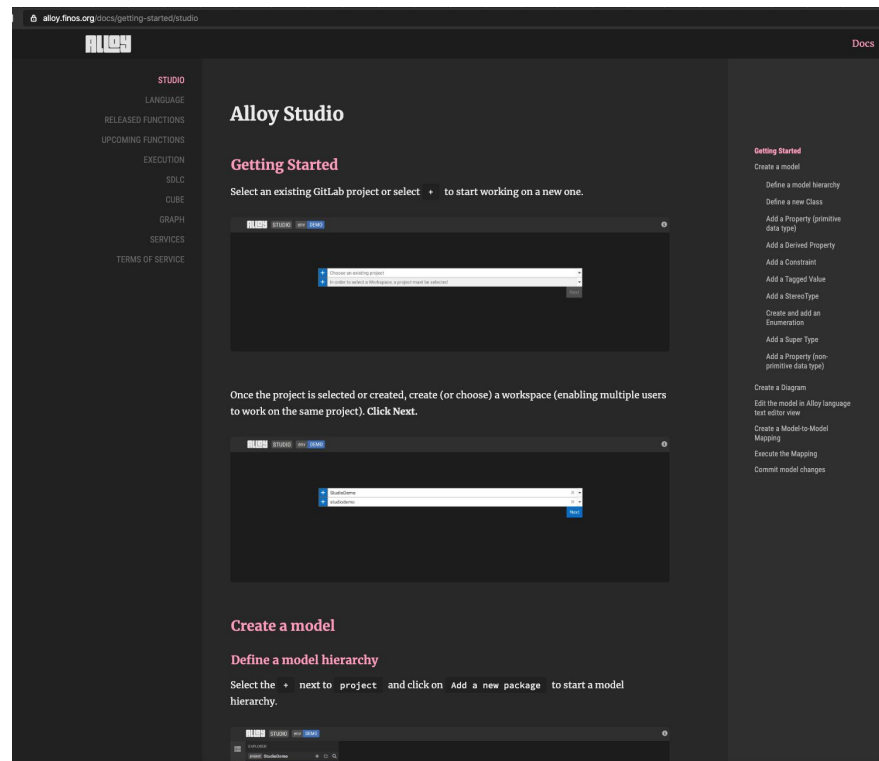 alloy.finos.org/docs/getting-started/studio
ALLOY
Docs
STUDIO
LANGUAGE
RELEASED FUNCTIONS
UPCOMING FUNCTIONS
EXECUTION
SDLC
CUBE
GRAPH
SERVICES
TERMS OF SERVICE
Alloy Studio
Getting Started
Select an existing GitLab project or select + to start working on a new one.
ALLOY STUDIO env DEMO
+ Choose an existing project
+ In order to select a Workspace, a project must be selected
Next
Once the project is selected or created, create (or choose) a workspace (enabling multiple users
to work on the same project). Click Next.
ALLOY STUDIO env DEMO
+ StudioDemo
+ studiodemo
Next
Create a model
Define a model hierarchy
Select the + next to project and click on Add a new package to start a model
hierarchy.
ALLOY STUDIO env DEMO
EXPLORER
project StudioDemo
Getting Started
Create a model
Define a model hierarchy
Define a new Class
Add a Property (primitive
data type)
Add a Derived Property
Add a Constraint
Add a Tagged Value
Add a StereoType
Create and add an
Enumeration
Add a Super Type
Add a Property (non-
primitive data type)
Create a Diagram
Edit the model in Alloy language
text editor view
Create a Model-to-Model
Mapping
Execute the Mapping
Commit model changes